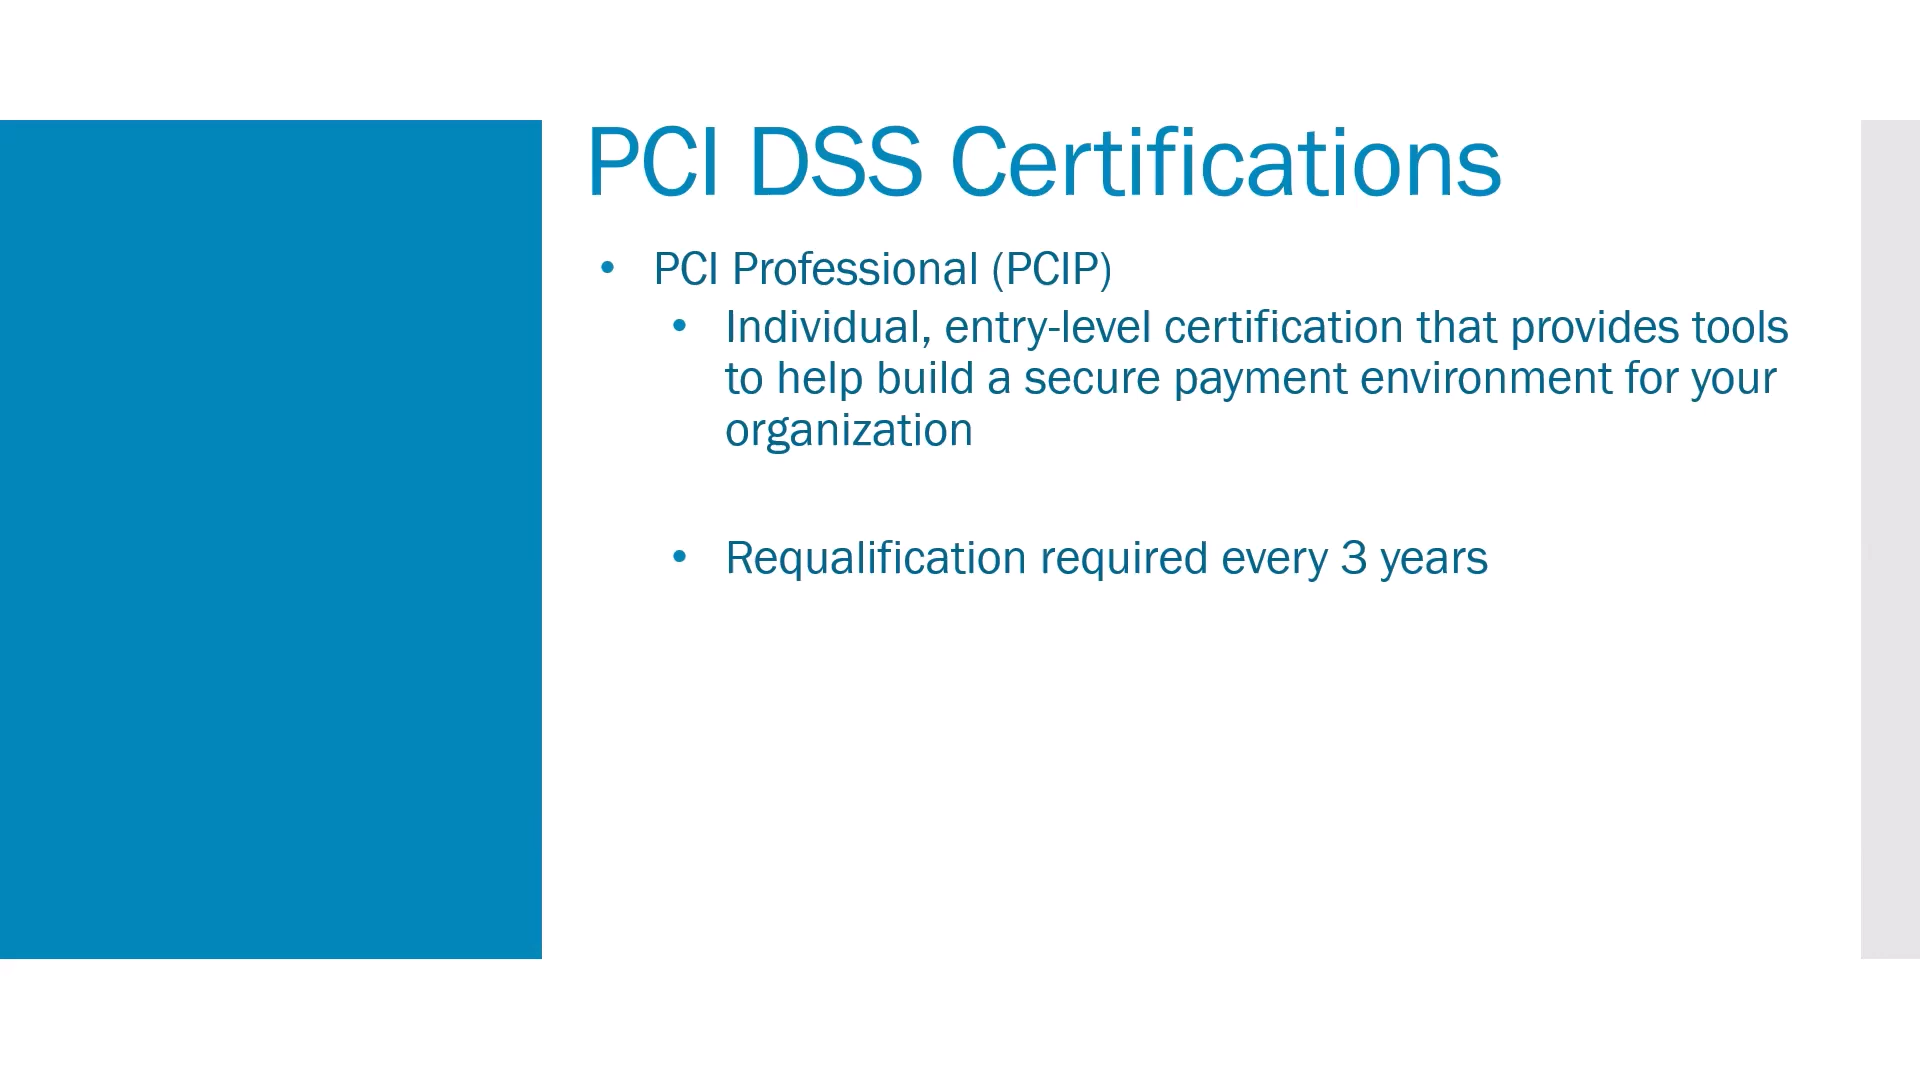 PCI DSS Certifications
• PCI Professional (PCIP)
• Individual, entry-level certification that provides tools
to help build a secure payment environment for your
organization
• Requalification required every 3 years